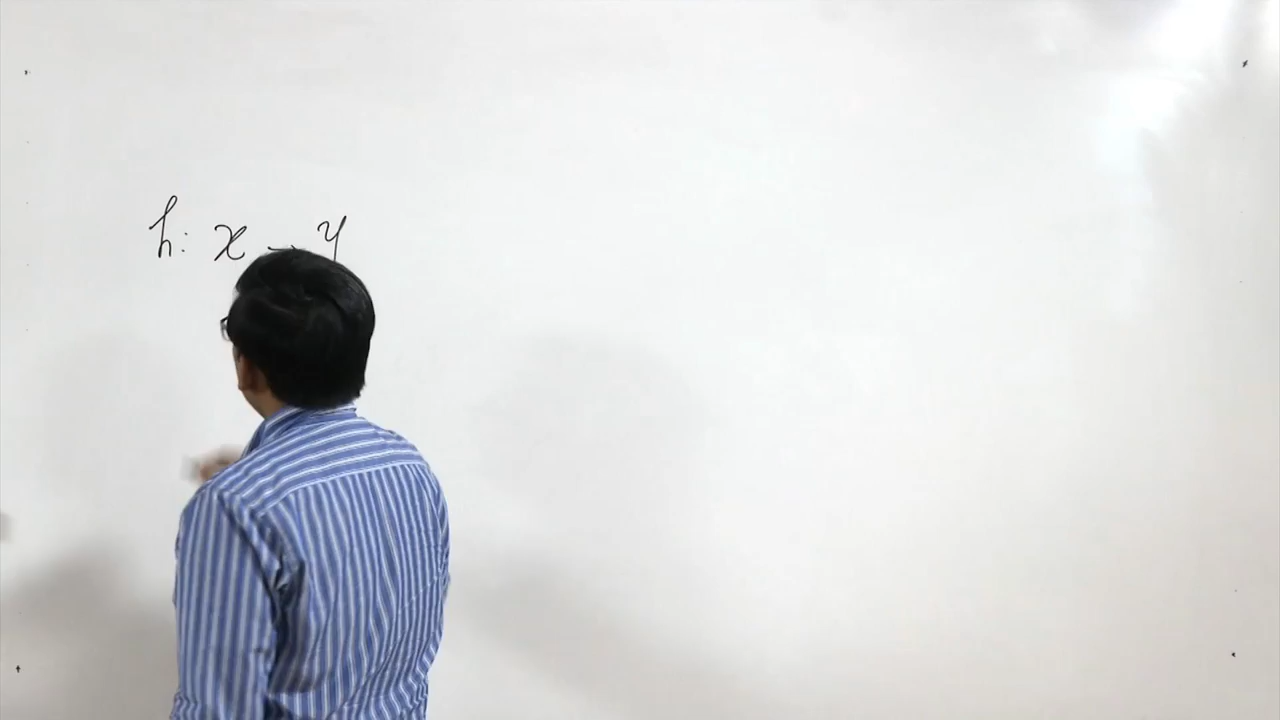 h: x → y